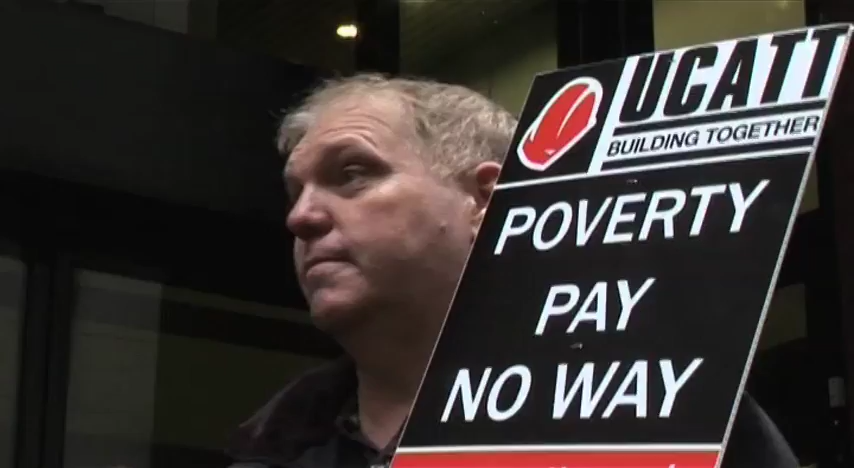 UCATT
BUILDING TOGETHER
POVERTY
PAY
NO WAY